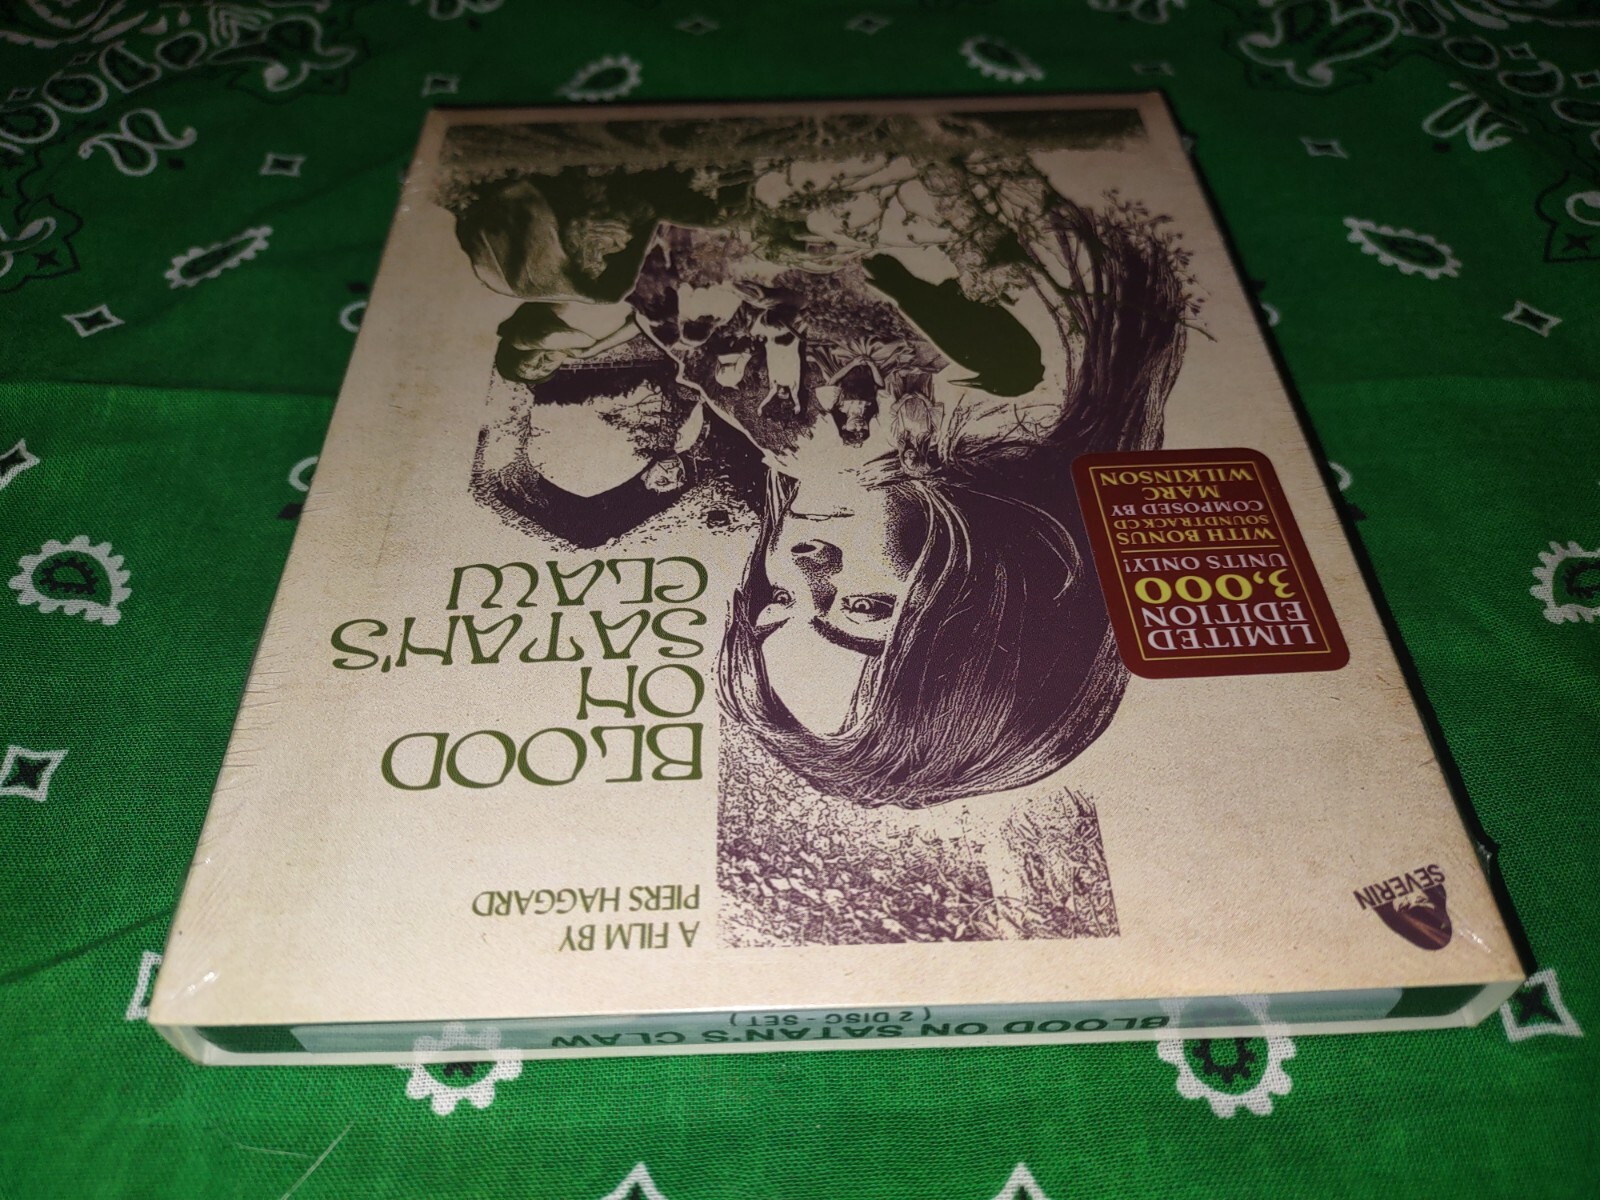 A FILM BY
PIERS HAGGARD
BLOOD
ON
SATAN'S
CLAW
SEVERIN
LIMITED
EDITION
3,000
UNITS ONLY!
WITH BONUS
SOUNDTRACK CD
COMPOSED BY
MARC
WILKINSON
BLOOD ON SATAN'S CLAW
( 2 DISC - SET )